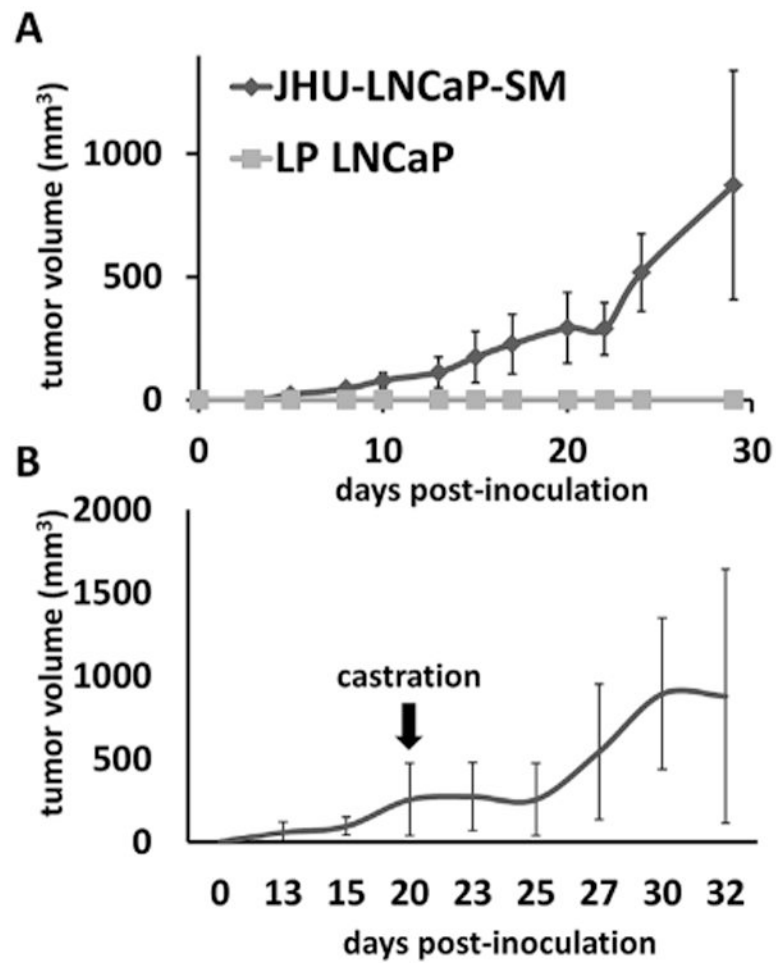 A
JHU-LNCaP-SM
LP LNCaP
tumor volume (mm³)
1000
500
0
0 10 20 30
days post-inoculation
B
tumor volume (mm³)
2000
1500
1000
500
0
castration
0 13 15 20 23 25 27 30 32
days post-inoculation